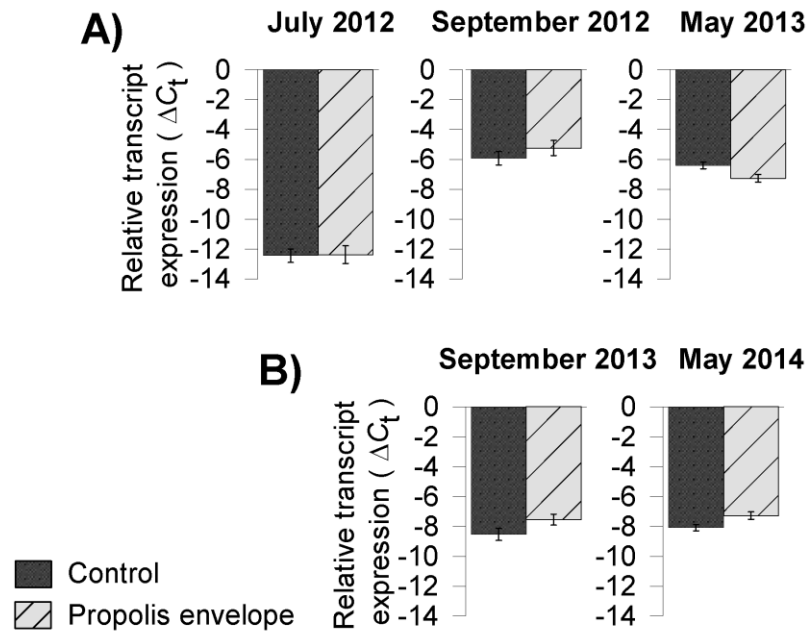 A)
July 2012 September 2012 May 2013
Relative transcript
expression ( ΔCt )
0 0 0
-2 -2 -2
-4 -4 -4
-6 -6 -6
-8 -8 -8
-10 -10 -10
-12 -12 -12
-14 -14 -14
B)
September 2013 May 2014
Relative transcript
expression ( ΔCt )
0 0
-2 -2
-4 -4
-6 -6
-8 -8
-10 -10
-12 -12
-14 -14
Control
Propolis envelope